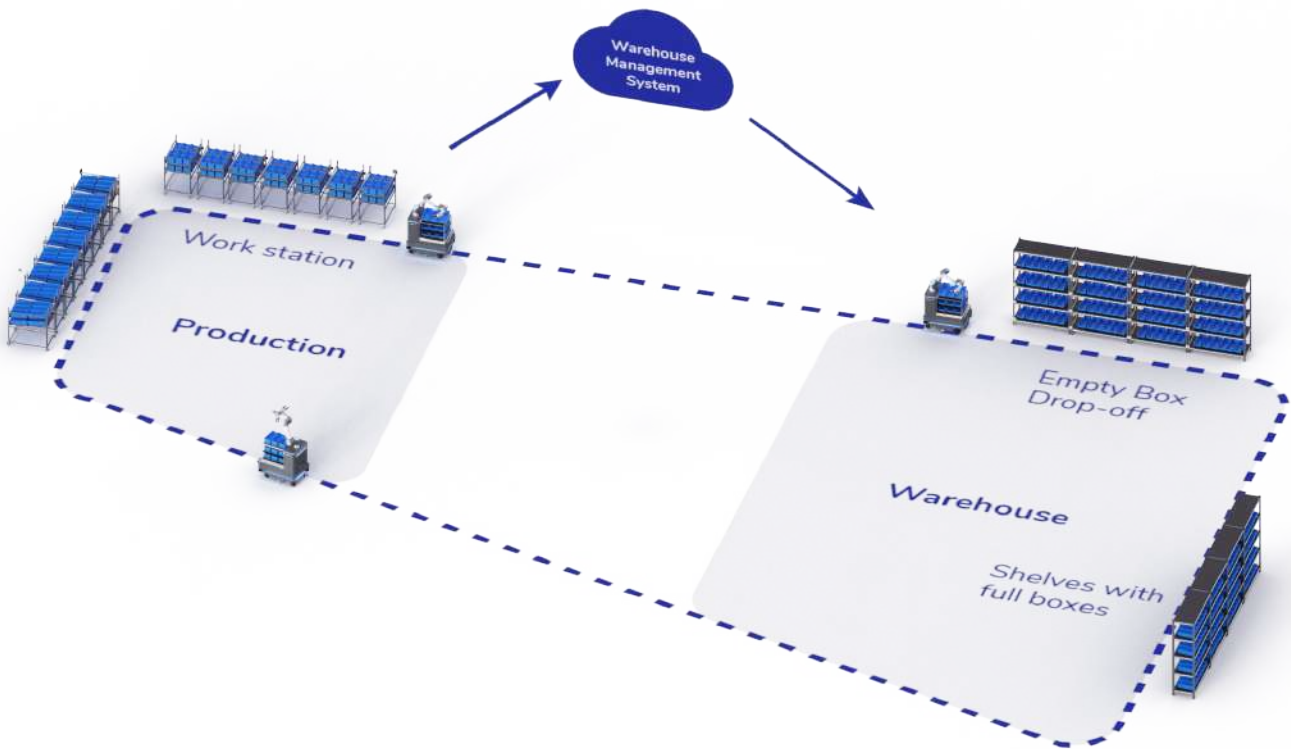 Warehouse
Management
System
Work station
Production
Empty Box
Drop-off
Warehouse
Shelves with
full boxes